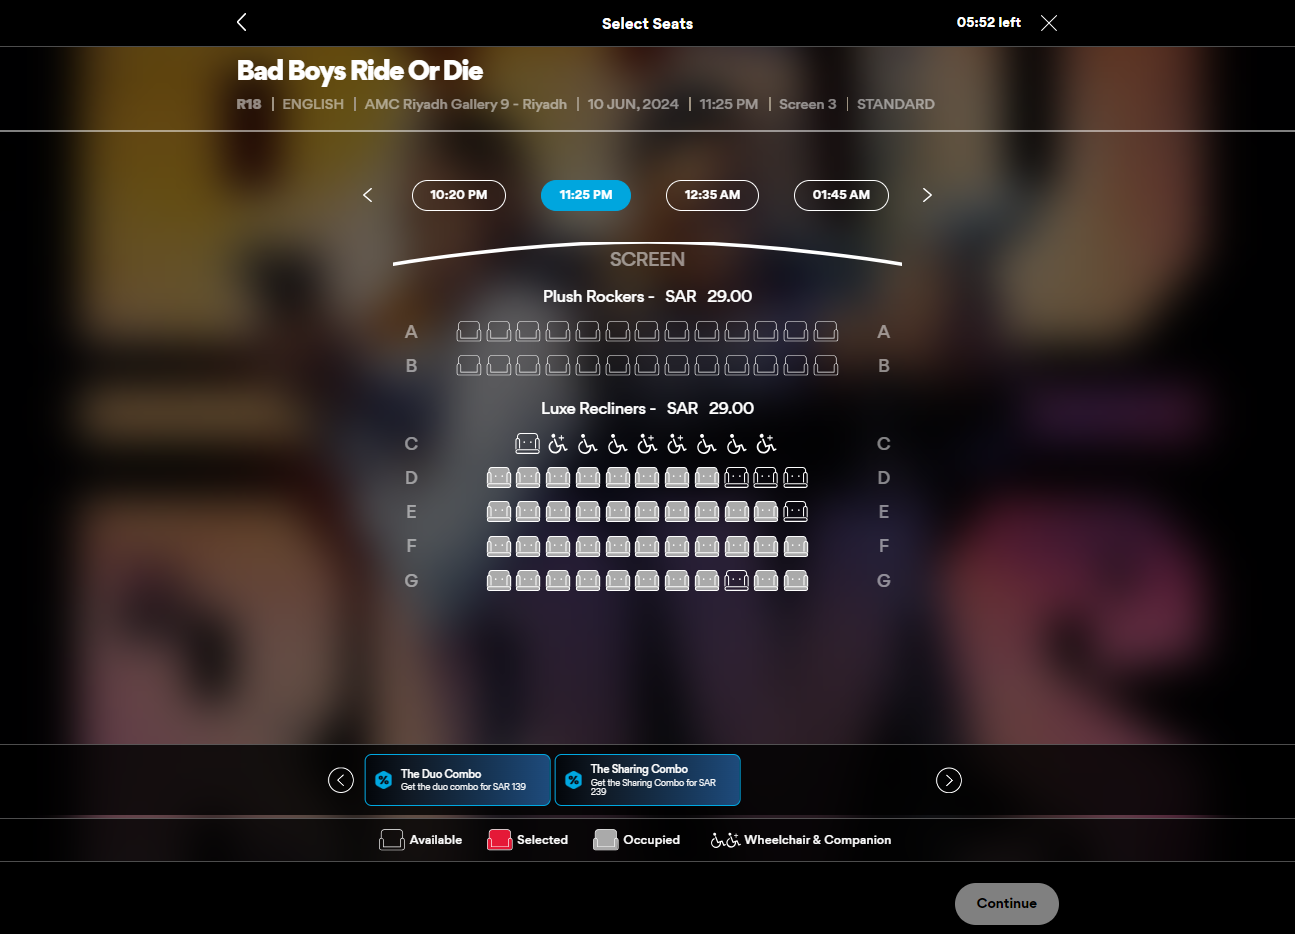 Select Seats
05:52 left
Bad Boys Ride Or Die
R18 | ENGLISH | AMC Riyadh Gallery 9 - Riyadh | 10 JUN, 2024 | 11:25 PM | Screen 3 | STANDARD
10:20 PM
11:25 PM
12:35 AM
01:45 AM
SCREEN
Plush Rockers - SAR 29.00
A A
B B
Luxe Recliners - SAR 29.00
C C
D D
E E
F F
G G
The Duo Combo
Get the duo combo for SAR 139
The Sharing Combo
Get the Sharing Combo for SAR
239
Available
Selected
Occupied
Wheelchair & Companion
Continue